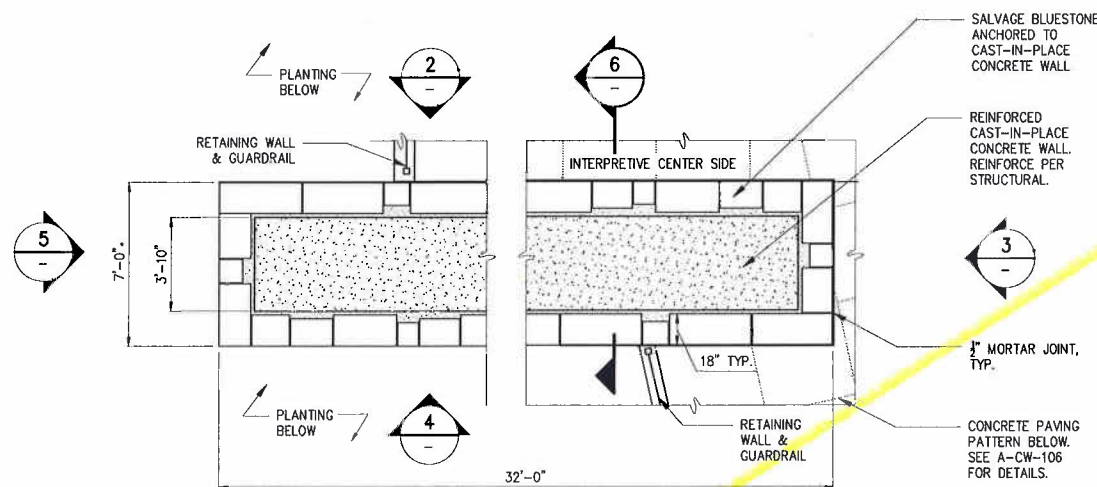 SALVAGE BLUESTONE
ANCHORED TO
CAST-IN-PLACE
CONCRETE WALL
2
-
6
-
PLANTING
BELOW
RETAINING WALL
& GUARDRAIL
INTERPRETIVE CENTER SIDE
REINFORCED
CAST-IN-PLACE
CONCRETE WALL.
REINFORCE PER
STRUCTURAL.
5
-
7'-0".
3'-10"
3
-
18" TYP.
1/2" MORTAR JOINT,
TYP.
PLANTING
BELOW
4
-
RETAINING
WALL &
GUARDRAIL
CONCRETE PAVING
PATTERN BELOW.
SEE A-CW-106
FOR DETAILS.
32'-0"